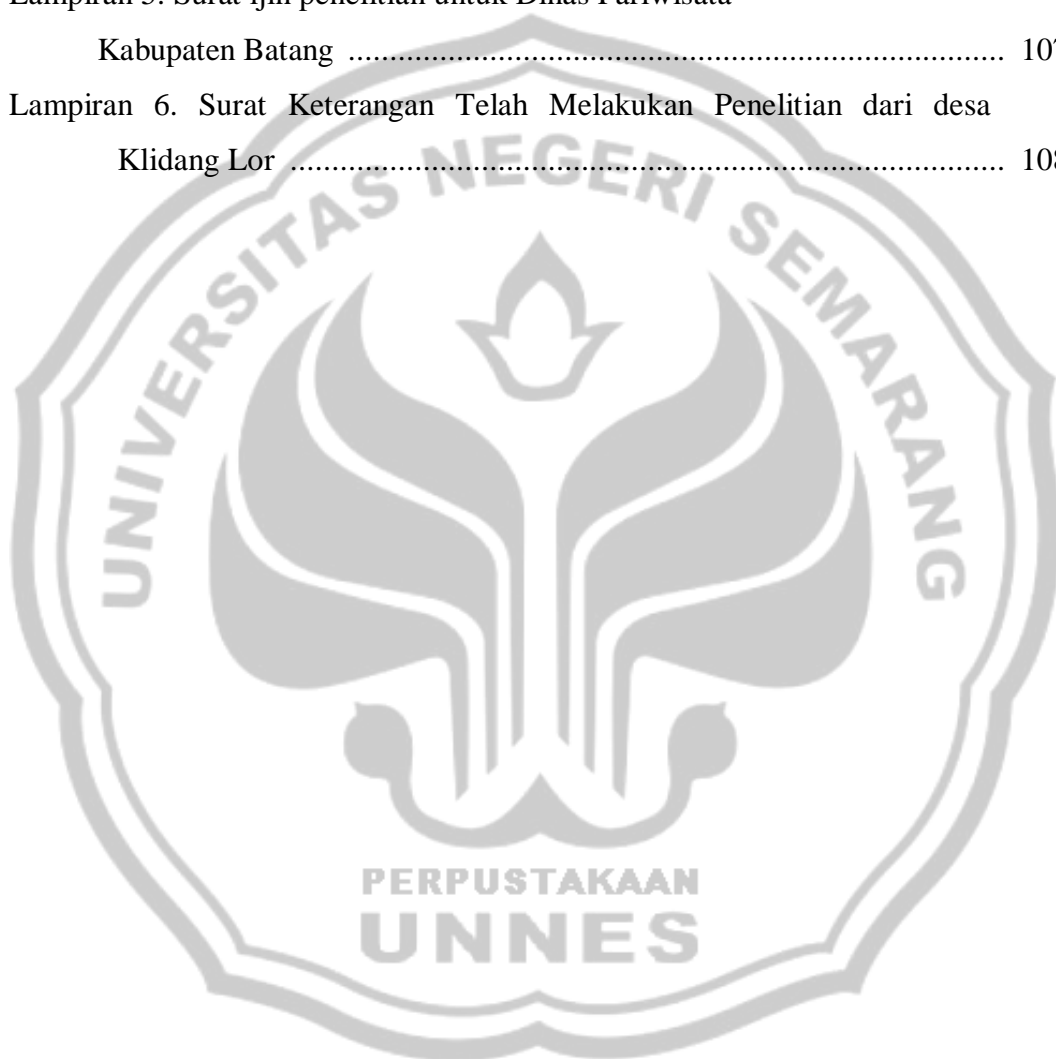 Lampiran 5. Surat ijin penelitian untuk Dinas Pariwisata
Kabupaten Batang ............................................................................... 107
Lampiran 6. Surat Keterangan Telah Melakukan Penelitian dari desa
Klidang Lor ...................................................................................... 108
UNIVERSITAS NEGERI SEMARANG
PERPUSTAKAAN
UNNES